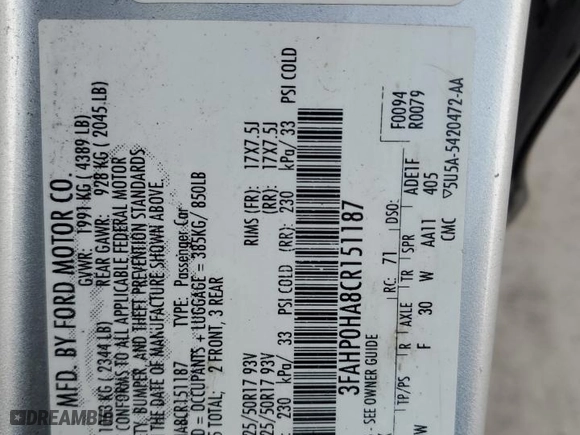 MFD. BY FORD MOTOR CO.
GVWR: 1991 KG ( 4389 LB)
KG ( 2344 LB) REAR GAWR: 928 KG ( 2045 LB)
CONFORMS TO ALL APPLICABLE FEDERAL MOTOR
BUMPER, AND THEFT PREVENTION STANDARDS
THE DATE OF MANUFACTURE SHOWN ABOVE.
A8CR151187 TYPE: Passenger Car
= OCCUPANTS + LUGGAGE = 385KG/ 850LB
TOTAL, 2 FRONT, 3 REAR
25/50R17 93V RIMS (FR): 17X7.5J
25/50R17 93V (RR): 17X7.5J
230 kPa/ 33 PSI COLD (RR): 230 kPa/ 33 PSI COLD
3FAHP0HA8CR151187
SEE OWNER GUIDE
RC: 71 DSO: F0094
R0079
TP/PS R AXLE TR SPR ADE1F
F 30 W AA11 405
CMC ▽5U5A-5420472-AA
DREAMBID